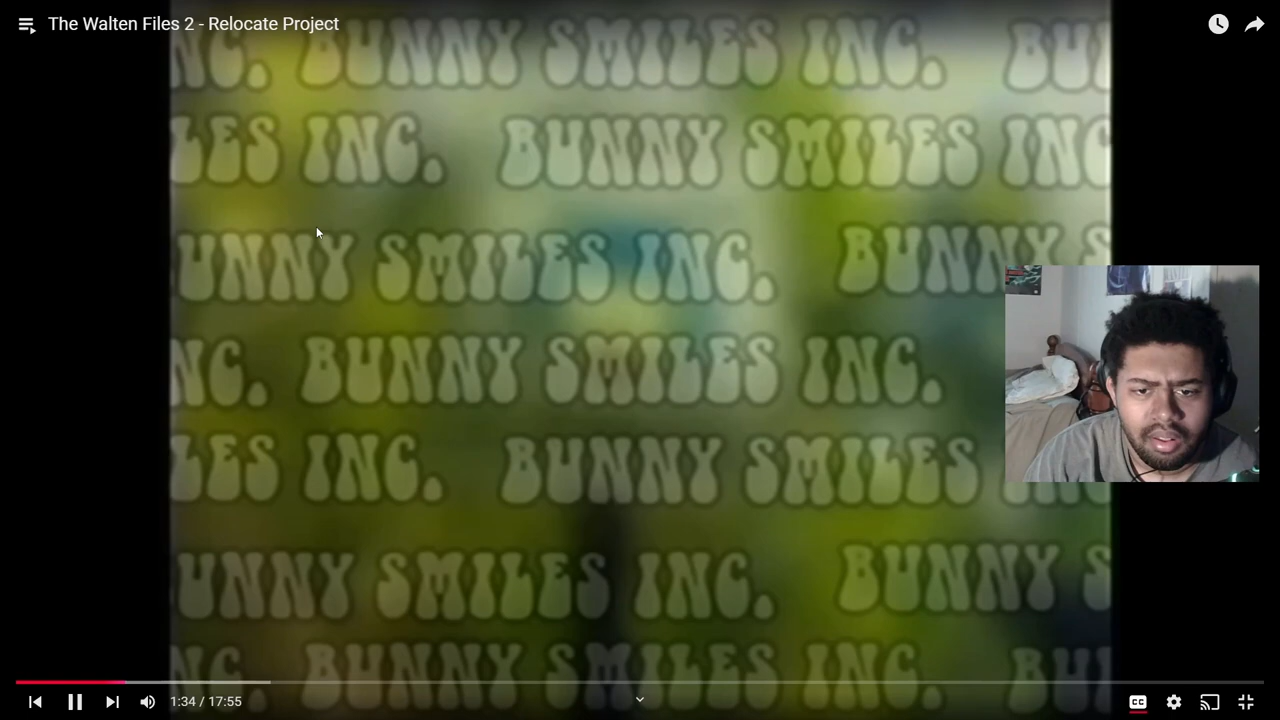 The Walten Files 2 - Relocate Project
NC. BUNNY SMILES INC. BU
LES INC. BUNNY SMILES INC
UNNY SMILES INC. BUNNY S
NC. BUNNY SMILES INC.
LES INC. BUNNY SMILES INC
UNNY SMILES INC. BUNNY S
NC. BUNNY SMILES INC. BU
1:34 / 17:55
CC